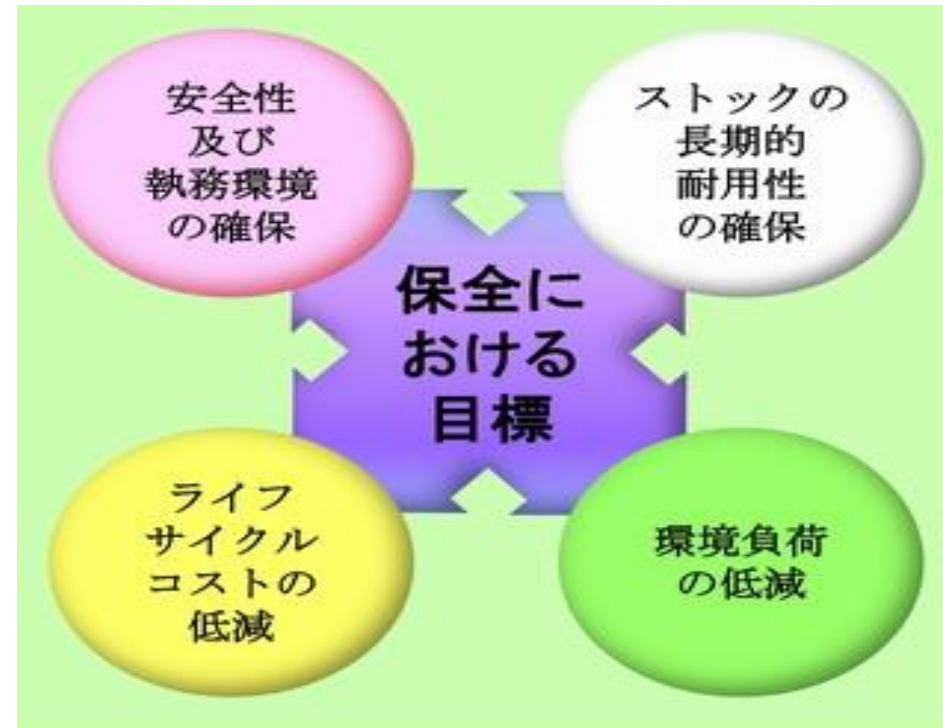 安全性
及び
執務環境
の確保
ストックの
長期的
耐用性
の確保
保全に
おける
目標
ライフ
サイクル
コストの
低減
環境負荷
の低減